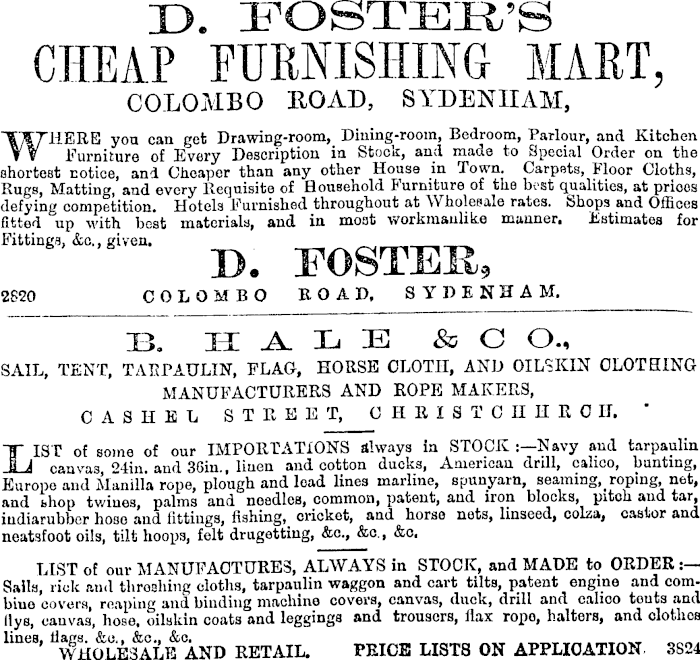 D. FOSTER'S
CHEAP FURNISHING MART,
COLOMBO ROAD, SYDENHAM,
WHERE you can get Drawing-room, Dining-room, Bedroom, Parlour, and Kitchen
Furniture of Every Description in Stock, and made to Special Order on the
shortest notice, and Cheaper than any other House in Town. Carpets, Floor Cloths,
Rugs, Matting, and every Requisite of Household Furniture of the best qualities, at prices
defying competition. Hotels Furnished throughout at Wholesale rates. Shops and Offices
fitted up with best materials, and in most workmanlike manner. Estimates for
Fittings, &c., given.
D. FOSTER,
2820 COLOMBO ROAD, SYDENHAM.
B. HALE & CO.,
SAIL, TENT, TARPAULIN, FLAG, HORSE CLOTH, AND OILSKIN CLOTHING
MANUFACTURERS AND ROPE MAKERS,
CASHEL STREET, CHRISTCHURCH.
LIST of some of our IMPORTATIONS always in STOCK :—Navy and tarpaulin
canvas, 24in. and 36in., linen and cotton ducks, American drill, calico, bunting,
Europe and Manilla rope, plough and lead lines marline, spunyarn, seaming, roping, net,
and shop twines, palms and needles, common, patent, and iron blocks, pitch and tar,
indiarubber hose and fittings, fishing, cricket, and horse nets, linseed, colza, castor and
neatsfoot oils, tilt hoops, felt drugetting, &c., &c., &c.
LIST of our MANUFACTURES, ALWAYS in STOCK, and MADE to ORDER :—
Sails, rick and threshing cloths, tarpaulin waggon and cart tilts, patent engine and com-
bine covers, reaping and binding machine covers, canvas, duck, drill and calico tents and
flys, canvas, hose, oilskin coats and leggings and trousers, flax rope, halters, and clothes
lines, flags. &c., &c., &c.
WHOLESALE AND RETAIL. PRICE LISTS ON APPLICATION. 3824